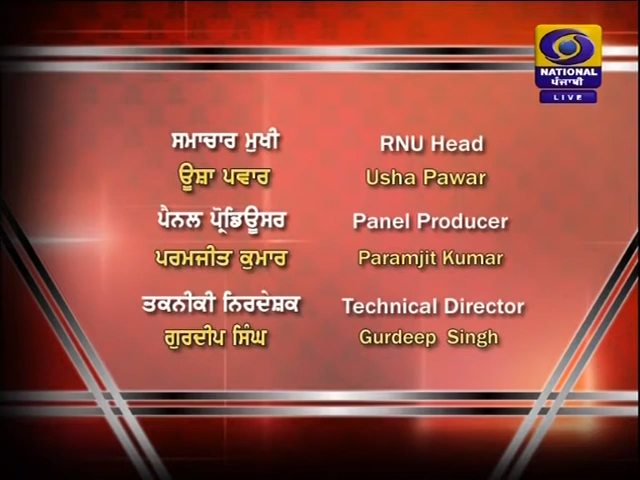 NATIONAL
ਪੰਜਾਬੀ
LIVE
ਸਮਾਚਾਰ ਮੁਖੀ RNU Head
ਊਸ਼ਾ ਪਵਾਰ Usha Pawar
ਪੈਨਲ ਪ੍ਰੋਡਿਊਸਰ Panel Producer
ਪਰਮਜੀਤ ਕੁਮਾਰ Paramjit Kumar
ਤਕਨੀਕੀ ਨਿਰਦੇਸ਼ਕ Technical Director
ਗੁਰਦੀਪ ਸਿੰਘ Gurdeep Singh